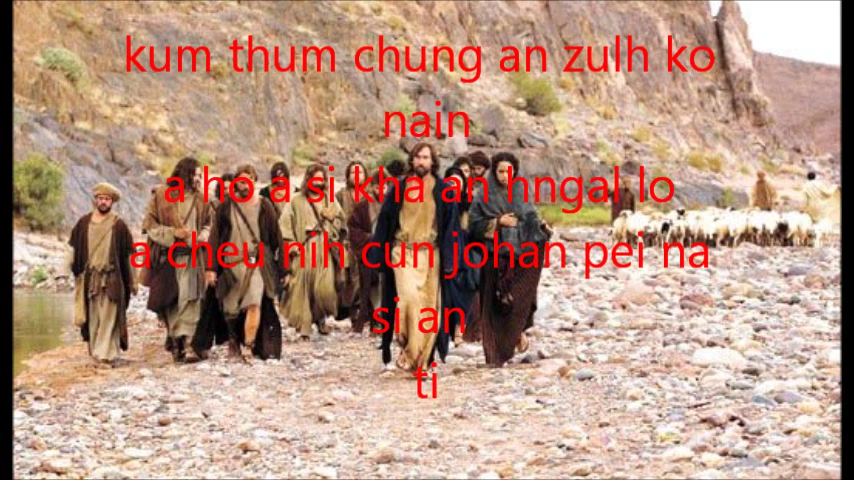 kum thum chung an zulh ko
nain
a ho a si kha an hngal lo
a cheu nih cun johan pei na
si an
ti